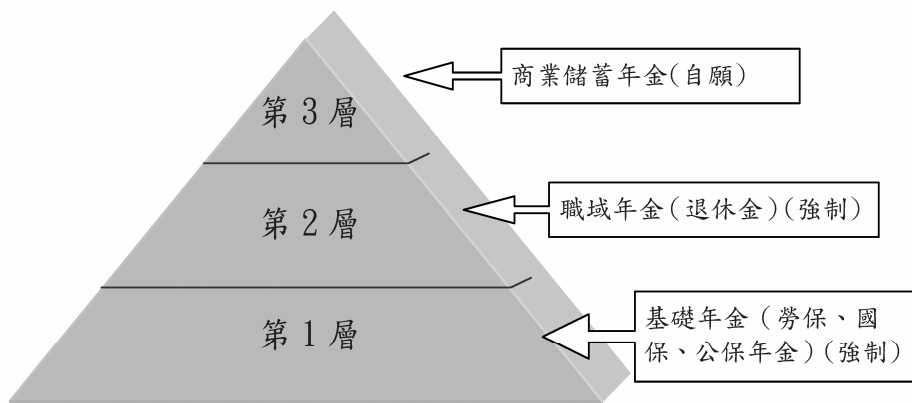 商業儲蓄年金(自願)
第3層
職域年金(退休金)(強制)
第2層
基礎年金(勞保、國
保、公保年金)(強制)
第1層